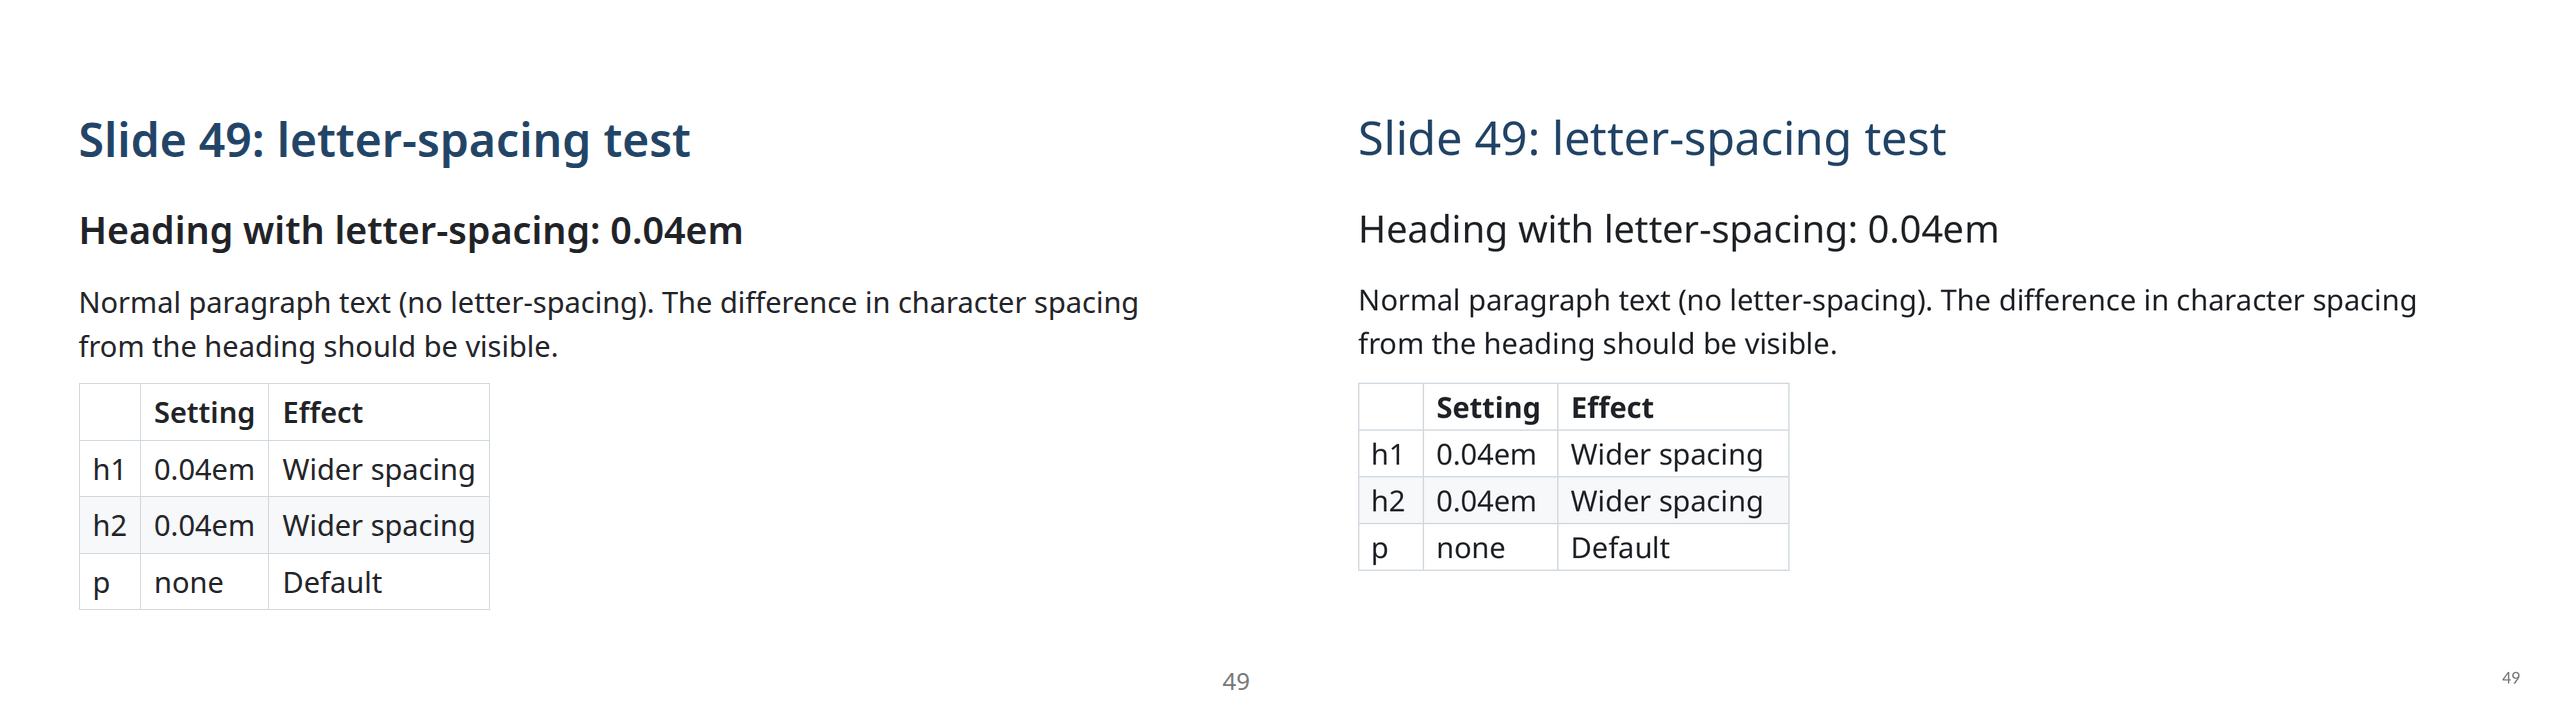 Slide 49: letter-spacing test
Heading with letter-spacing: 0.04em
Normal paragraph text (no letter-spacing). The difference in character spacing
from the heading should be visible.
Setting Effect
h1 0.04em Wider spacing
h2 0.04em Wider spacing
p none Default
49
Slide 49: letter-spacing test
Heading with letter-spacing: 0.04em
Normal paragraph text (no letter-spacing). The difference in character spacing
from the heading should be visible.
Setting Effect
h1 0.04em Wider spacing
h2 0.04em Wider spacing
p none Default
49